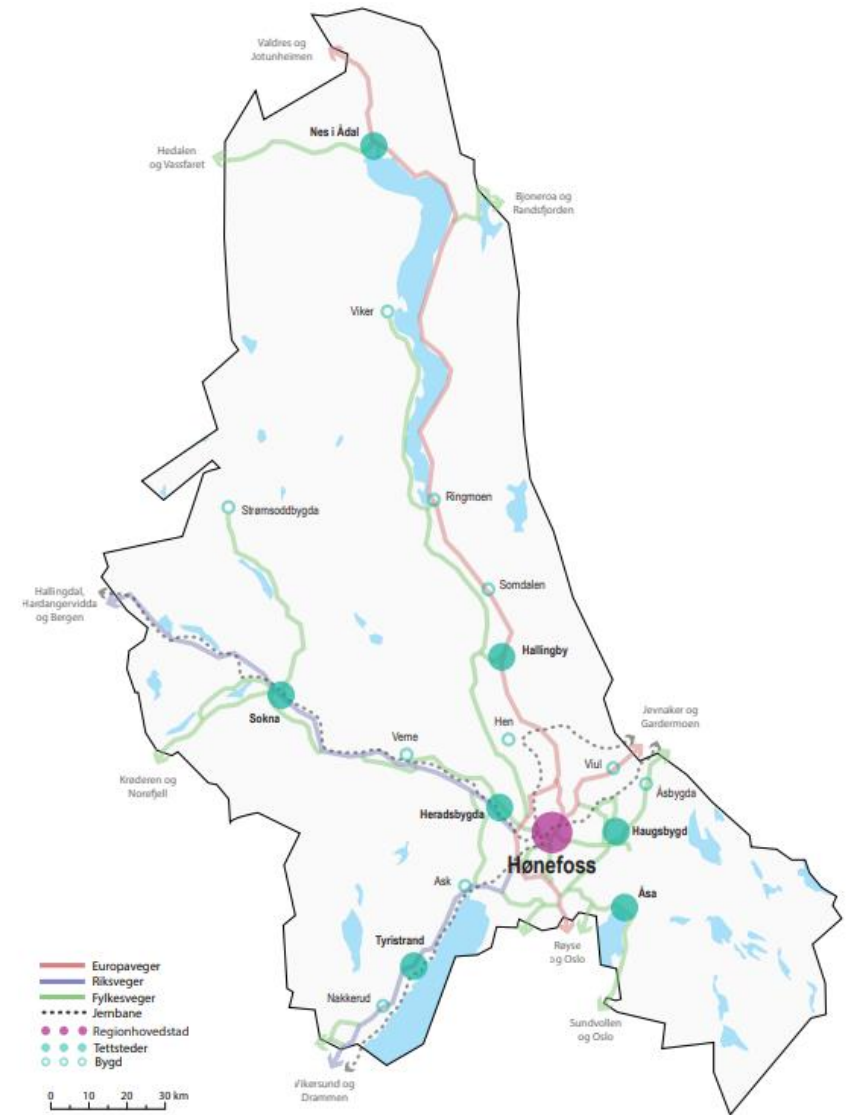 Valdres og
Jotunheimen
Nes i Ådal
Hedalen
og Vassfaret
Bjoneroa og
Randsfjorden
Viker
Ringmoen
Strømsoddbygda
Somdalen
Hallingdal,
Hardangervidda
og Bergen
Hallingby
Sokna
Hen
Jevnaker og
Gardermoen
Veme
Viul
Krøderen og
Norefjell
Åsbygda
Heradsbygda
Haugsbygd
Hønefoss
Ask
Åsa
Tyristrand
Røyse
og Oslo
Nakkerud
Sundvollen
og Oslo
Vikersund og
Drammen
Europaveger
Riksveger
Fylkesveger
Jernbane
Regionhovedstad
Tettsteder
Bygd
0 10 20 30 km